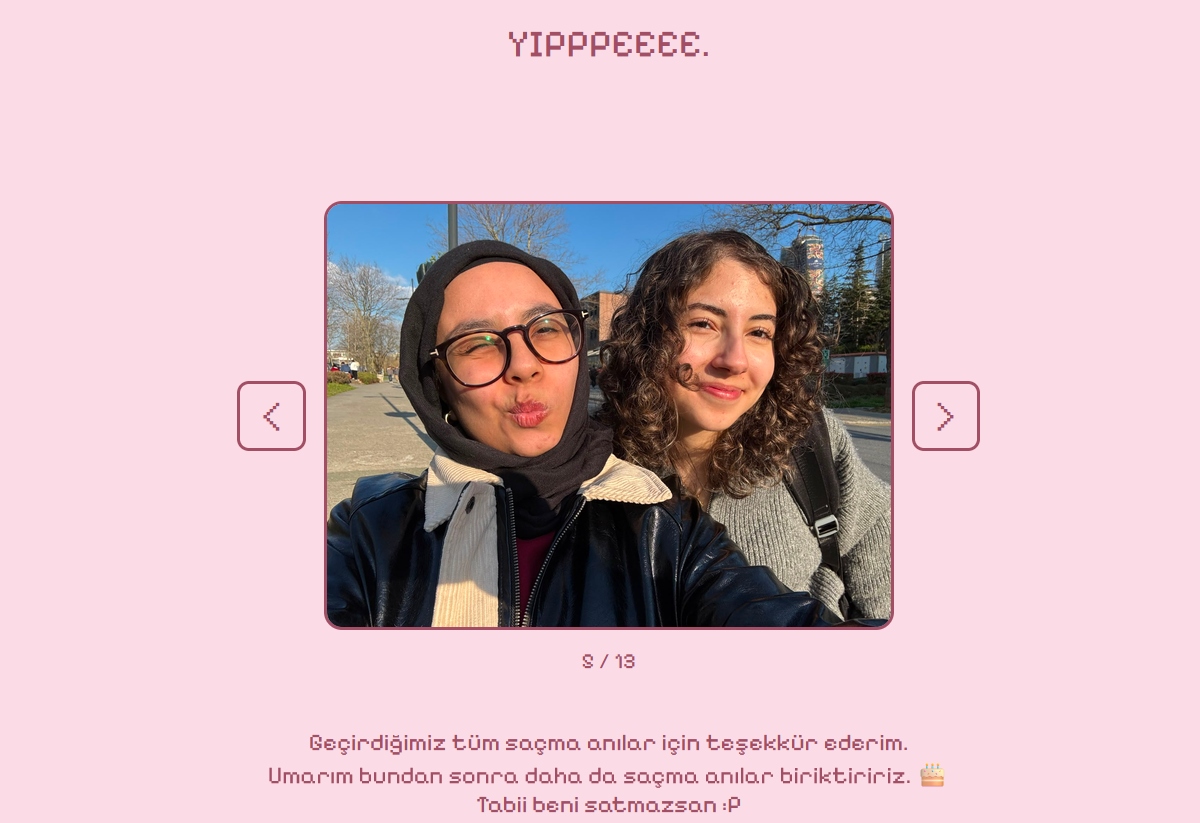 YIPPPEEEE.
8 / 13
Geçirdiğimiz tüm saçma anılar için teşekkür ederim.
Umarım bundan sonra daha da saçma anılar biriktiririz. 🎂
Tabii beni satmazsan :P